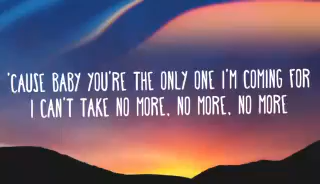 'CAUSE BABY YOU'RE THE ONLY ONE I'M COMING FOR
I CAN'T TAKE NO MORE, NO MORE, NO MORE